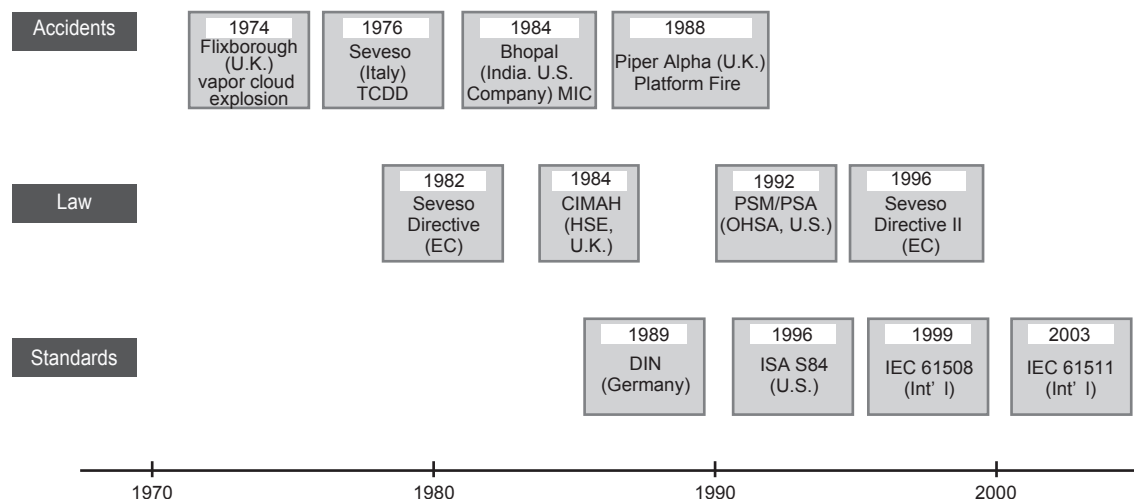 Accidents
1974
Flixborough
(U.K.)
vapor cloud
explosion
1976
Seveso
(Italy)
TCDD
1984
Bhopal
(India. U.S.
Company) MIC
1988
Piper Alpha (U.K.)
Platform Fire
Law
1982
Seveso
Directive
(EC)
1984
CIMAH
(HSE,
U.K.)
1992
PSM/PSA
(OHSA, U.S.)
1996
Seveso
Directive II
(EC)
Standards
1989
DIN
(Germany)
1996
ISA S84
(U.S.)
1999
IEC 61508
(Int' l)
2003
IEC 61511
(Int' l)
1970
1980
1990
2000